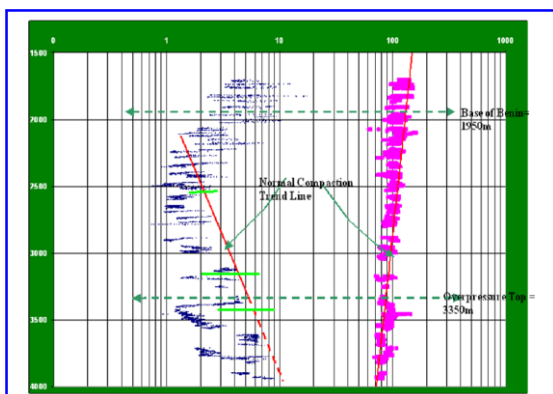 0 1 10 100 1000
1500
Base of Benin=
1950m
2000
Normal Compaction
Trend Line
2500
3000
Overpressure Top =
3350m
3500
4000